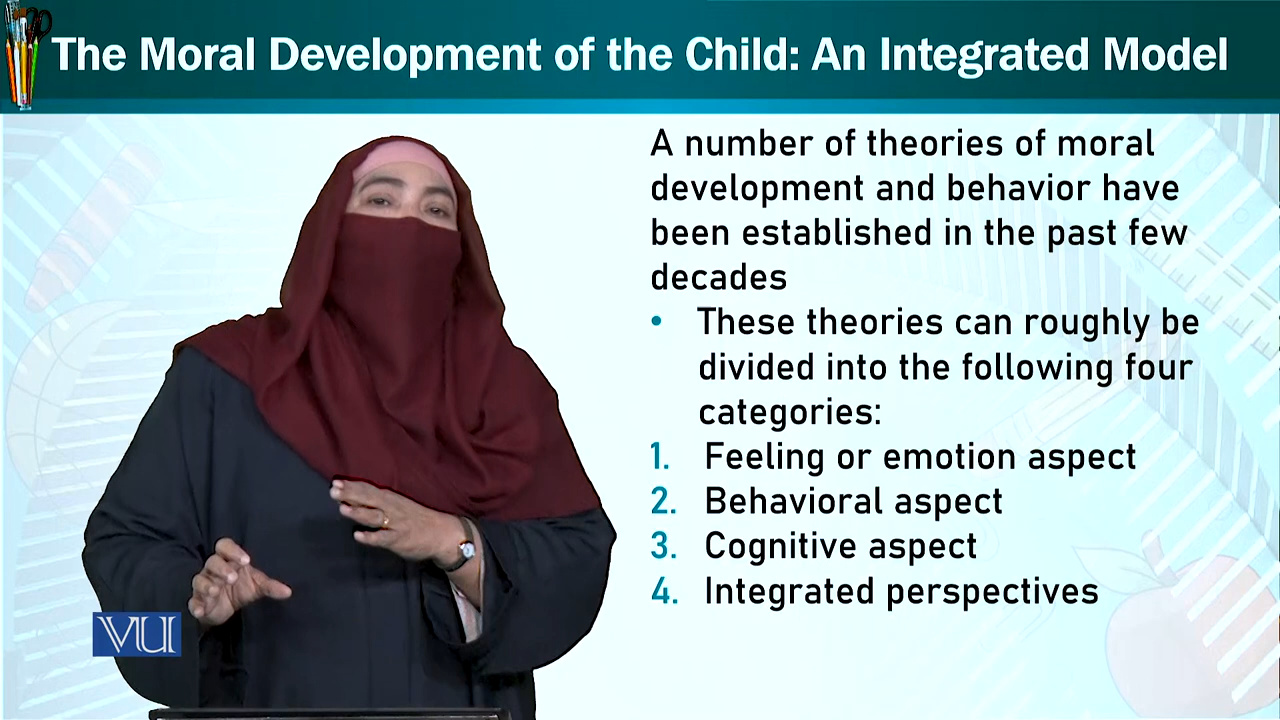 The Moral Development of the Child: An Integrated Model
A number of theories of moral
development and behavior have
been established in the past few
decades
• These theories can roughly be
divided into the following four
categories:
1. Feeling or emotion aspect
2. Behavioral aspect
3. Cognitive aspect
4. Integrated perspectives
VU